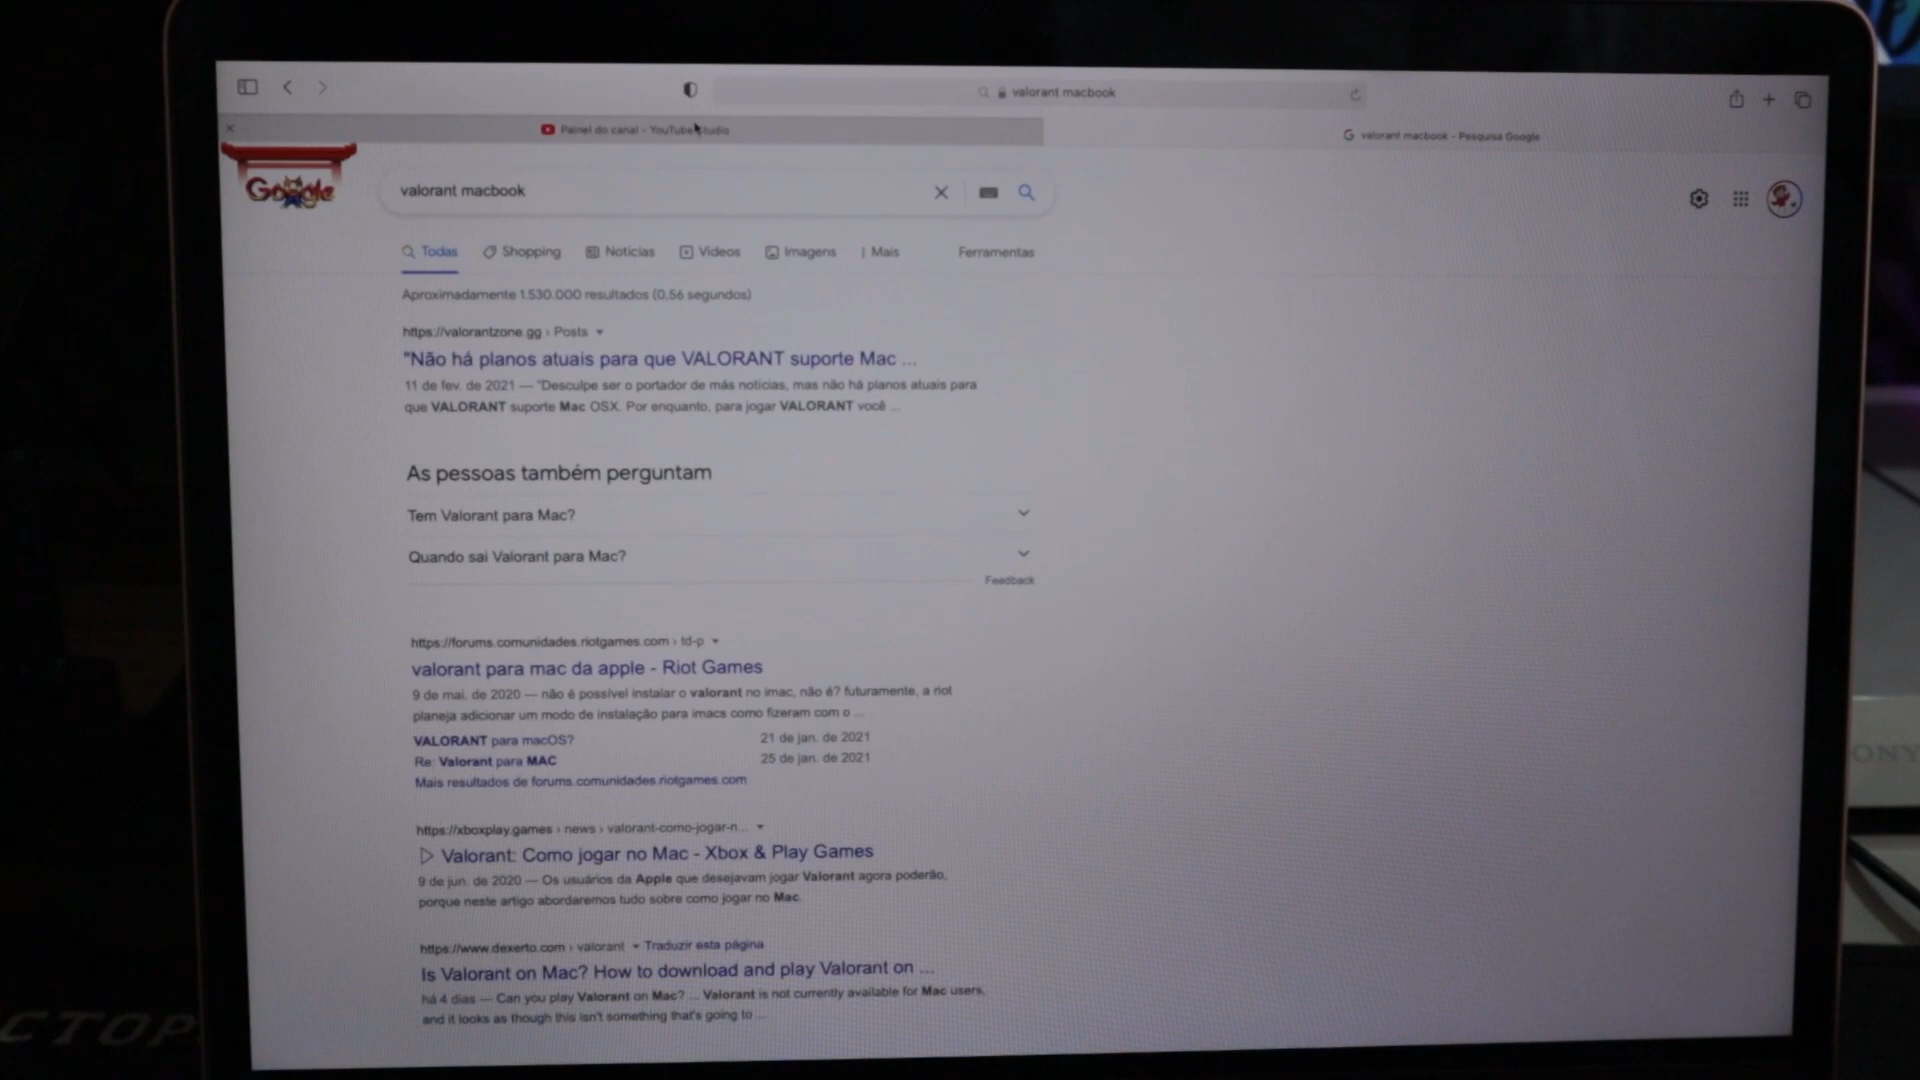 valorant macbook
Painel do canal - YouTube Studio
valorant macbook - Pesquisa Google
Google
valorant macbook
Todas
Shopping
Notícias
Vídeos
Imagens
Mais
Ferramentas
Aproximadamente 1.530.000 resultados (0,56 segundos)
https://valorantzone.gg › Posts
"Não há planos atuais para que VALORANT suporte Mac ...
11 de fev. de 2021 — "Desculpe ser o portador de más notícias, mas não há planos atuais para
que VALORANT suporte Mac OSX. Por enquanto, para jogar VALORANT você ...
As pessoas também perguntam
Tem Valorant para Mac?
Quando sai Valorant para Mac?
Feedback
https://forums.comunidades.riotgames.com › td-p
valorant para mac da apple - Riot Games
9 de mai. de 2020 — não é possível instalar o valorant no imac, não é? futuramente, a riot
planeja adicionar um modo de instalação para imacs como fizeram com o ...
VALORANT para macOS? 21 de jan. de 2021
Re: Valorant para MAC 25 de jan. de 2021
Mais resultados de forums.comunidades.riotgames.com
https://xboxplay.games › news › valorant-como-jogar-n...
Valorant: Como jogar no Mac - Xbox & Play Games
9 de jun. de 2020 — Os usuários da Apple que desejavam jogar Valorant agora poderão,
porque neste artigo abordaremos tudo sobre como jogar no Mac.
https://www.dexerto.com › valorant Traduzir esta página
Is Valorant on Mac? How to download and play Valorant on ...
há 4 dias — Can you play Valorant on Mac? ... Valorant is not currently available for Mac users,
and it looks as though this isn't something that's going to ...
ONY
CTOP